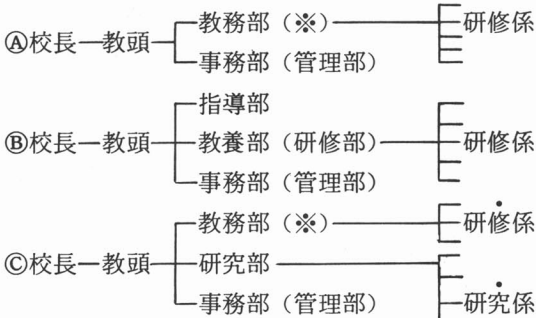 Ⓐ校長―教頭 教務部（※） 研修係
事務部（管理部）
指導部
Ⓑ校長―教頭 教養部（研修部） 研修係
事務部（管理部）
教務部（※） 研修係
Ⓒ校長―教頭 研究部
事務部（管理部） 研究係